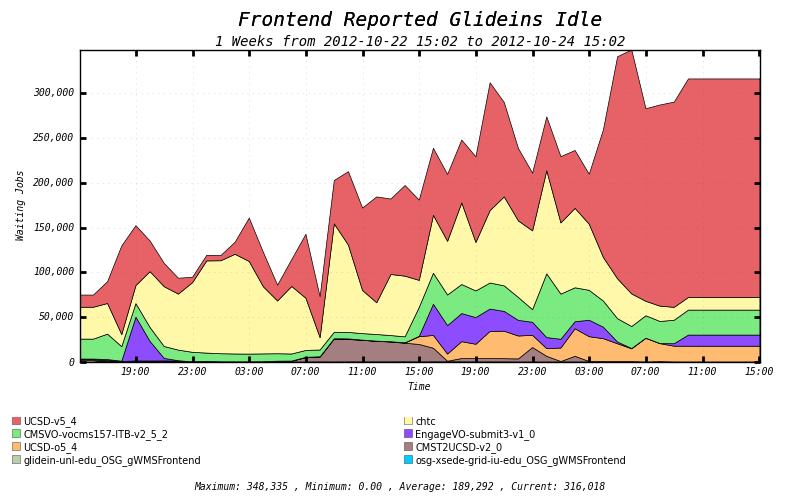 Frontend Reported Glideins Idle
1 Weeks from 2012-10-22 15:02 to 2012-10-24 15:02
Waiting Jobs
300,000
250,000
200,000
150,000
100,000
50,000
0
19:00 23:00 03:00 07:00 11:00 15:00 19:00 23:00 03:00 07:00 11:00 15:00
Time
UCSD-v5_4 chtc
CMSVO-vocms157-ITB-v2_5_2 EngageVO-submit3-v1_0
UCSD-o5_4 CMST2UCSD-v2_0
glidein-unl-edu_OSG_gWMSFrontend osg-xsede-grid-iu-edu_OSG_gWMSFrontend
Maximum: 348,335 , Minimum: 0.00 , Average: 189,292 , Current: 316,018